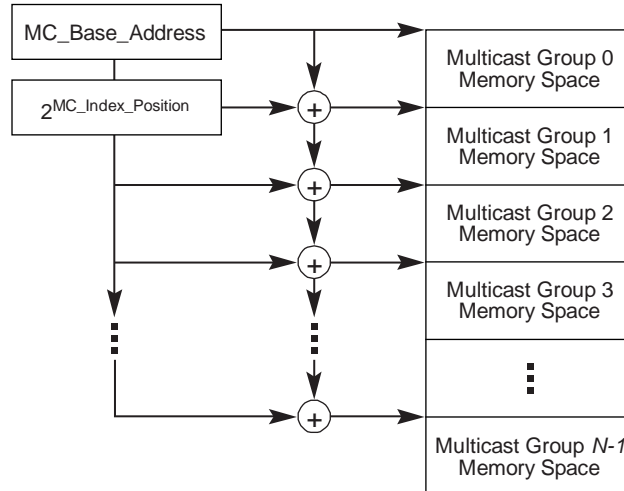 MC_Base_Address
2MC_Index_Position
+
+
+
+
Multicast Group 0
Memory Space
Multicast Group 1
Memory Space
Multicast Group 2
Memory Space
Multicast Group 3
Memory Space
Multicast Group N-1
Memory Space